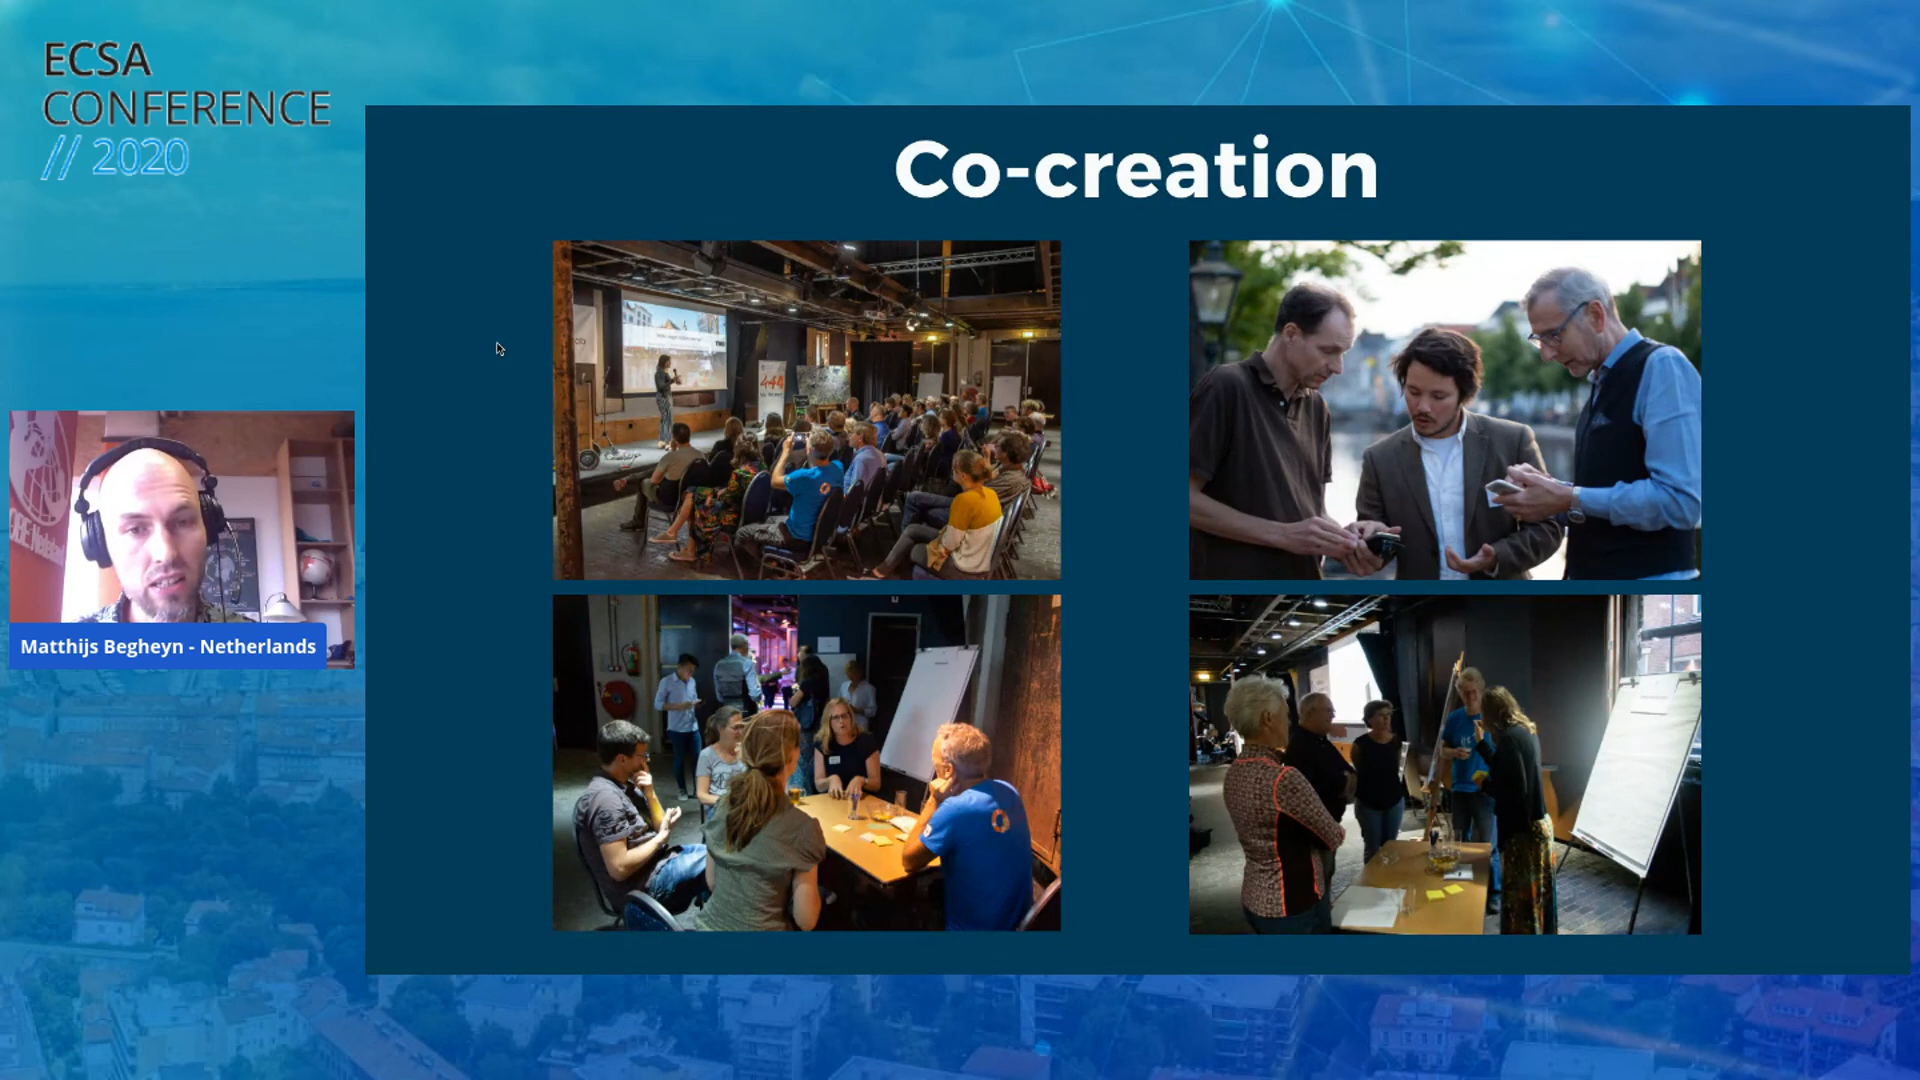 ECSA
CONFERENCE
// 2020
Co-creation
Matthijs Begheyn - Netherlands